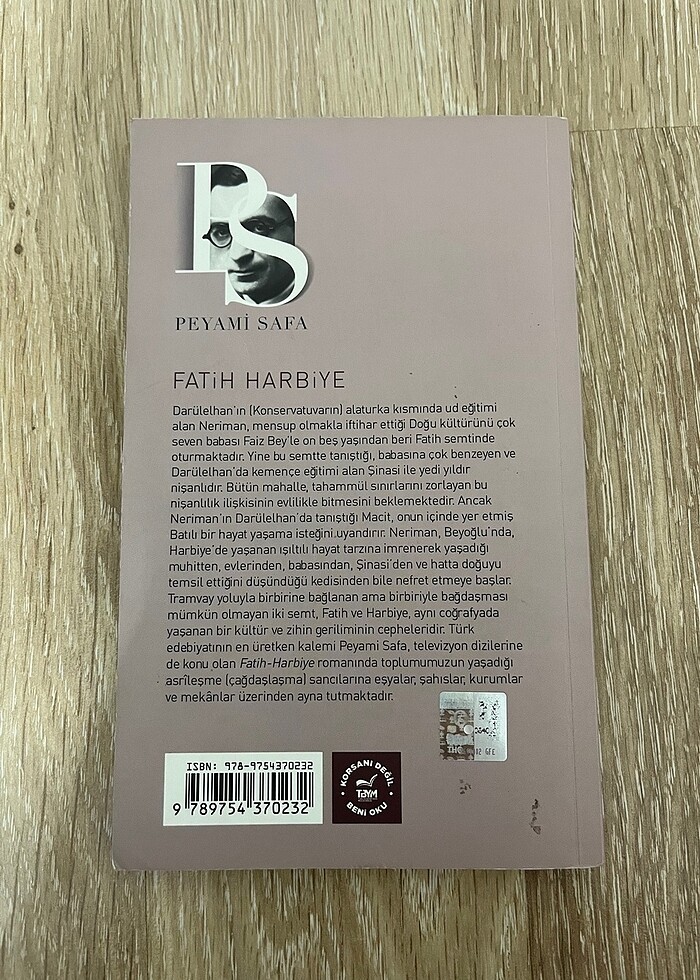 PS
PEYAMİ SAFA
FATİH HARBİYE
Darülelhan'ın (Konservatuvarın) alaturka kısmında ud eğitimi
alan Neriman, mensup olmakla iftihar ettiği Doğu kültürünü çok
seven babası Faiz Bey'le on beş yaşından beri Fatih semtinde
oturmaktadır. Yine bu semtte tanıştığı, babasına çok benzeyen ve
Darülelhan'da kemençe eğitimi alan Şinasi ile yedi yıldır
nişanlıdır. Bütün mahalle, tahammül sınırlarını zorlayan bu
nişanlılık ilişkisinin evlilikle bitmesini beklemektedir. Ancak
Neriman'ın Darülelhan'da tanıştığı Macit, onun içinde yer etmiş
Batılı bir hayat yaşama isteğini uyandırır. Neriman, Beyoğlu'nda,
Harbiye'de yaşanan ışıltılı hayat tarzına imrenerek yaşadığı
muhitten, evlerinden, babasından, Şinasi'den ve hatta doğuyu
temsil ettiğini düşündüğü kedisinden bile nefret etmeye başlar.
Tramvay yoluyla birbirine bağlanan ama birbiriyle bağdaşması
mümkün olmayan iki semt, Fatih ve Harbiye, aynı coğrafyada
yaşanan bir kültür ve zihin geriliminin cepheleridir. Türk
edebiyatının en üretken kalemi Peyami Safa, televizyon dizilerine
de konu olan Fatih-Harbiye romanında toplumumuzun yaşadığı
asrîleşme (çağdaşlaşma) sancılarına eşyalar, şahıslar, kurumlar
ve mekânlar üzerinden ayna tutmaktadır.
02 GFE
ISBN: 978-9754370232
9 789754 370232
KORSANI DEĞİL
TBYM
BENİ OKU